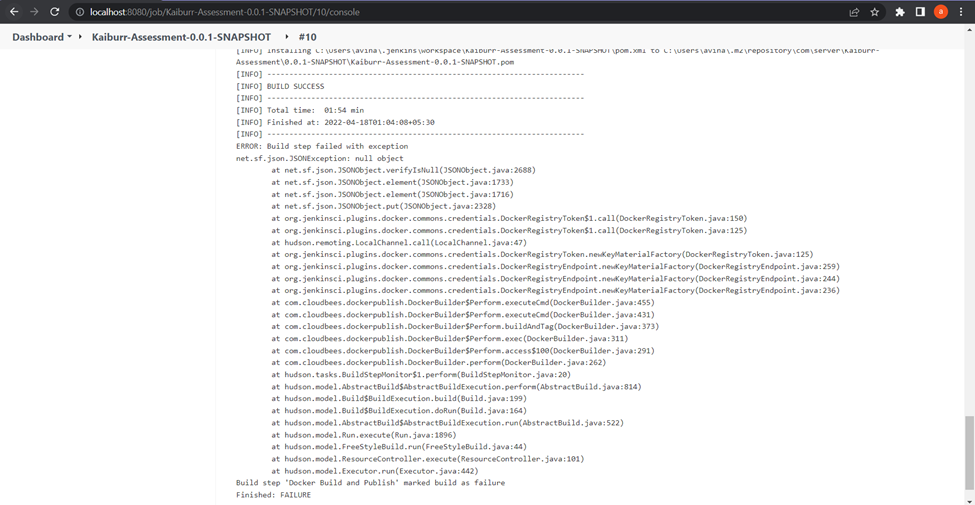 localhost:8080/job/Kaiburr-Assessment-0.0.1-SNAPSHOT/10/console
a
Dashboard Kaiburr-Assessment-0.0.1-SNAPSHOT #10
[INFO] Installing C:\Users\avina\.jenkins\workspace\Kaiburr-Assessment-0.0.1-SNAPSHOT\pom.xml to C:\Users\avina\.m2\repository\com\server\Kaiburr-
Assessment\0.0.1-SNAPSHOT\Kaiburr-Assessment-0.0.1-SNAPSHOT.pom
[INFO] ------------------------------------------------------------------------
[INFO] BUILD SUCCESS
[INFO] ------------------------------------------------------------------------
[INFO] Total time:  01:54 min
[INFO] Finished at: 2022-04-18T01:04:08+05:30
[INFO] ------------------------------------------------------------------------
ERROR: Build step failed with exception
net.sf.json.JSONException: null object
at net.sf.json.JSONObject.verifyIsNull(JSONObject.java:2688)
at net.sf.json.JSONObject.element(JSONObject.java:1733)
at net.sf.json.JSONObject.element(JSONObject.java:1716)
at net.sf.json.JSONObject.put(JSONObject.java:2328)
at org.jenkinsci.plugins.docker.commons.credentials.DockerRegistryToken$1.call(DockerRegistryToken.java:150)
at org.jenkinsci.plugins.docker.commons.credentials.DockerRegistryToken$1.call(DockerRegistryToken.java:125)
at hudson.remoting.LocalChannel.call(LocalChannel.java:47)
at org.jenkinsci.plugins.docker.commons.credentials.DockerRegistryToken.newKeyMaterialFactory(DockerRegistryToken.java:125)
at org.jenkinsci.plugins.docker.commons.credentials.DockerRegistryEndpoint.newKeyMaterialFactory(DockerRegistryEndpoint.java:259)
at org.jenkinsci.plugins.docker.commons.credentials.DockerRegistryEndpoint.newKeyMaterialFactory(DockerRegistryEndpoint.java:244)
at org.jenkinsci.plugins.docker.commons.credentials.DockerRegistryEndpoint.newKeyMaterialFactory(DockerRegistryEndpoint.java:236)
at com.cloudbees.dockerpublish.DockerBuilder$Perform.executeCmd(DockerBuilder.java:455)
at com.cloudbees.dockerpublish.DockerBuilder$Perform.executeCmd(DockerBuilder.java:431)
at com.cloudbees.dockerpublish.DockerBuilder$Perform.buildAndTag(DockerBuilder.java:373)
at com.cloudbees.dockerpublish.DockerBuilder$Perform.exec(DockerBuilder.java:311)
at com.cloudbees.dockerpublish.DockerBuilder$Perform.access$100(DockerBuilder.java:291)
at com.cloudbees.dockerpublish.DockerBuilder.perform(DockerBuilder.java:262)
at hudson.tasks.BuildStepMonitor$1.perform(BuildStepMonitor.java:20)
at hudson.model.AbstractBuild$AbstractBuildExecution.perform(AbstractBuild.java:814)
at hudson.model.Build$BuildExecution.build(Build.java:199)
at hudson.model.Build$BuildExecution.doRun(Build.java:164)
at hudson.model.AbstractBuild$AbstractBuildExecution.run(AbstractBuild.java:522)
at hudson.model.Run.execute(Run.java:1896)
at hudson.model.FreeStyleBuild.run(FreeStyleBuild.java:44)
at hudson.model.ResourceController.execute(ResourceController.java:101)
at hudson.model.Executor.run(Executor.java:442)
Build step 'Docker Build and Publish' marked build as failure
Finished: FAILURE